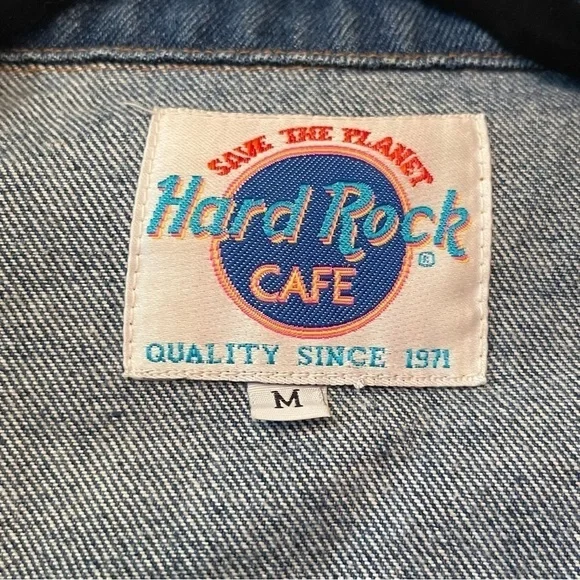 SAVE THE PLANET
Hard Rock
®
CAFE
QUALITY SINCE 1971
M